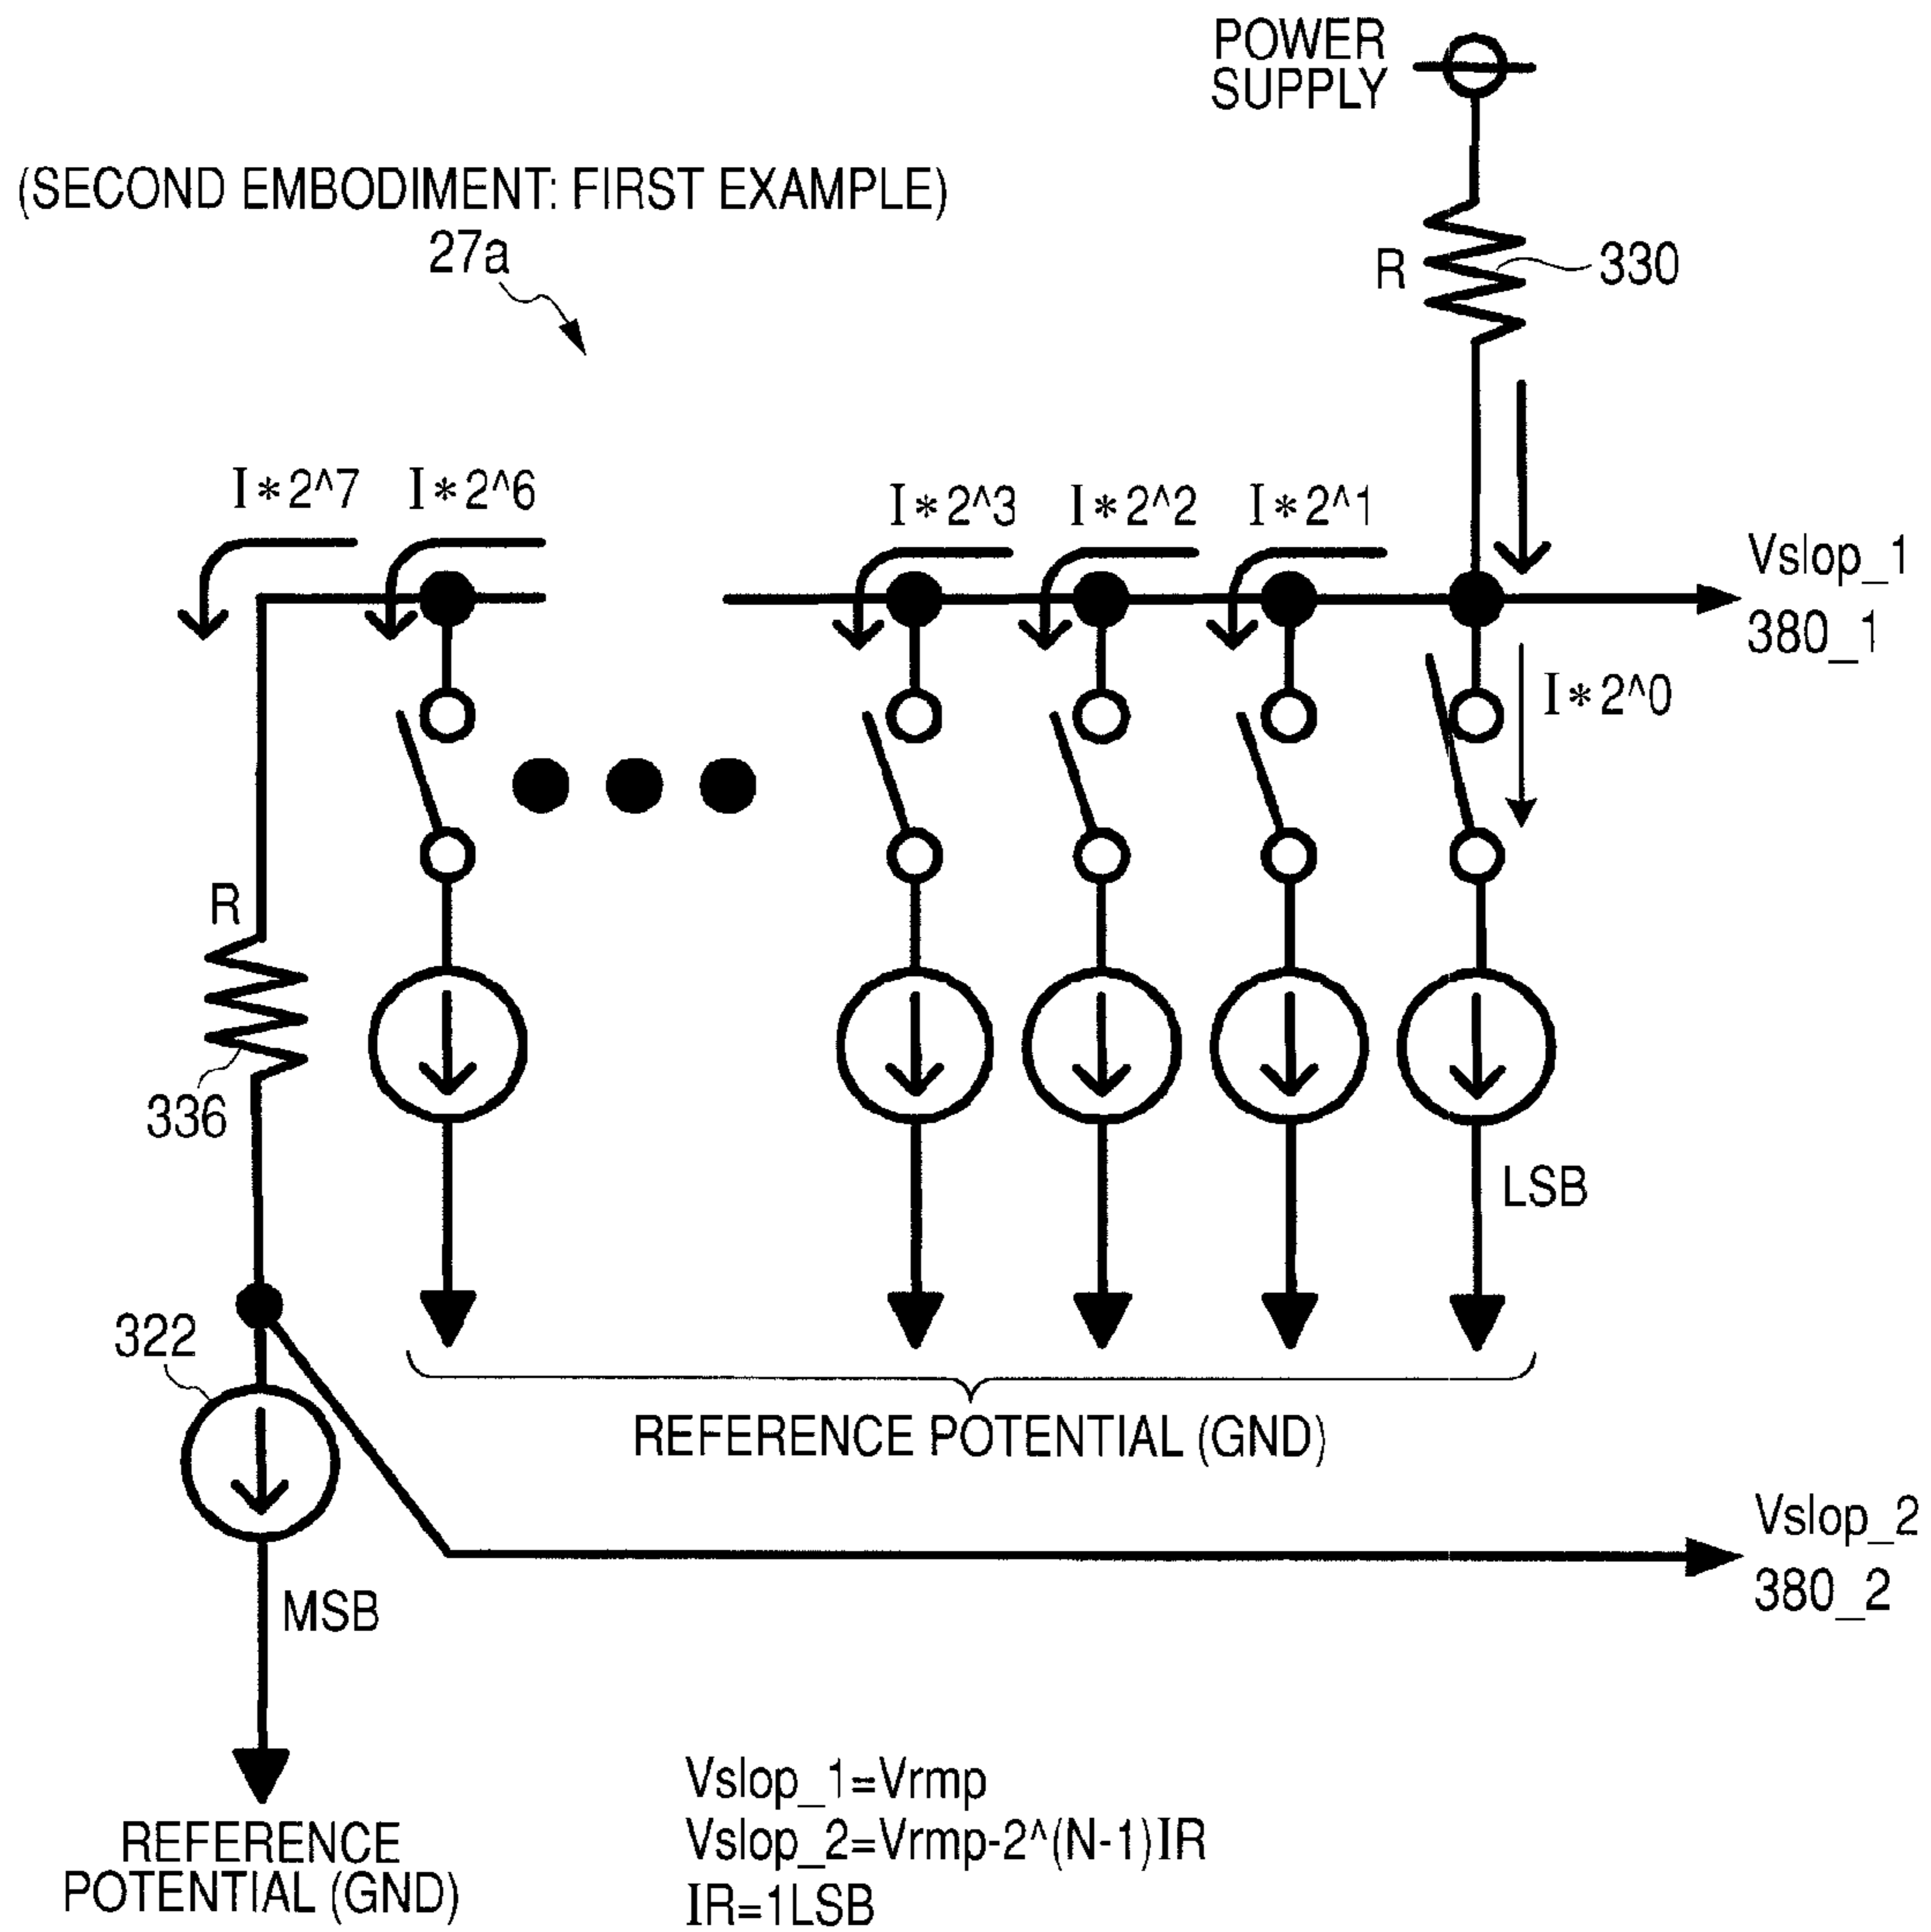 POWER
SUPPLY
(SECOND EMBODIMENT: FIRST EXAMPLE)
27a
R
330
I*2^7
I*2^6
I*2^3
I*2^2
I*2^1
Vslop_1
380_1
I*2^0
R
336
LSB
322
REFERENCE POTENTIAL (GND)
Vslop_2
380_2
MSB
REFERENCE
POTENTIAL (GND)
Vslop_1=Vrmp
Vslop_2=Vrmp-2^(N-1)IR
IR=1LSB